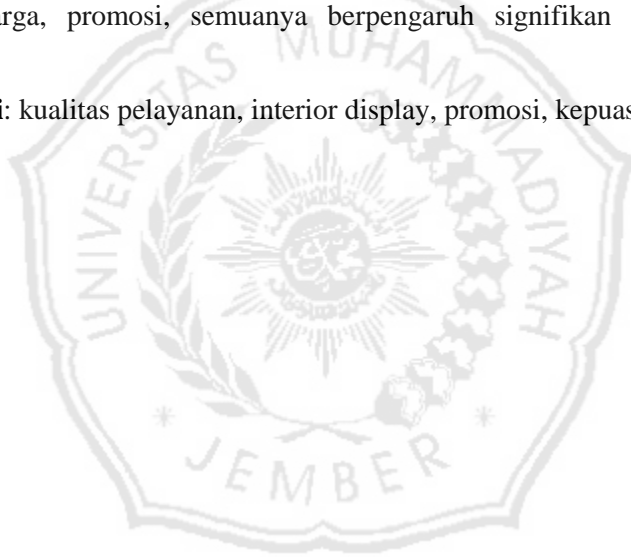 arga, promosi, semuanya berpengaruh signifikan
i: kualitas pelayanan, interior display, promosi, kepuas
UNIVERSITAS MUHAMMADIYAH
JEMBER